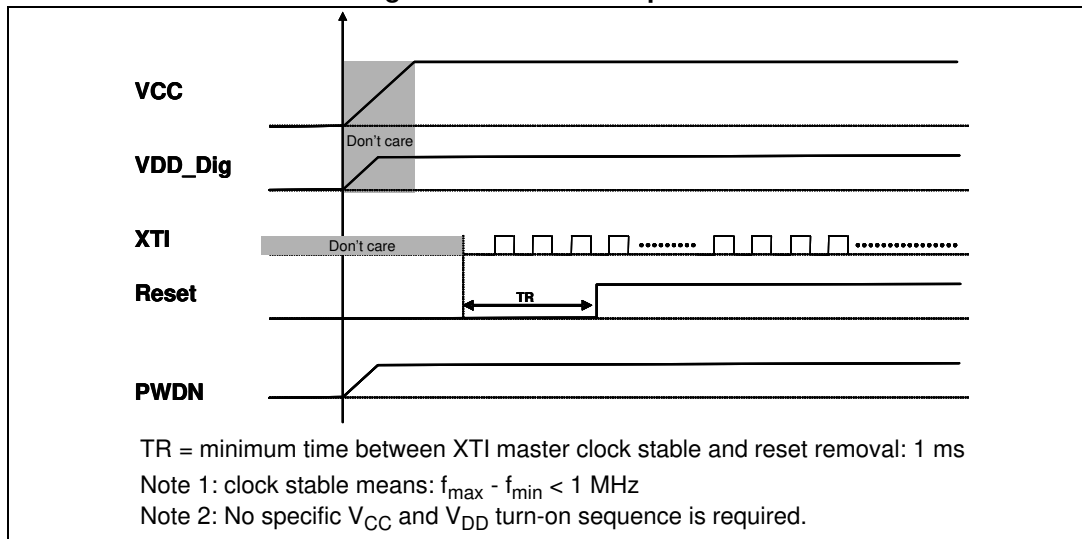 VCC
Don't care
VDD_Dig
XTI
Don't care
Reset
TR
PWDN
TR = minimum time between XTI master clock stable and reset removal: 1 ms
Note 1: clock stable means: fmax - fmin < 1 MHz
Note 2: No specific VCC and VDD turn-on sequence is required.